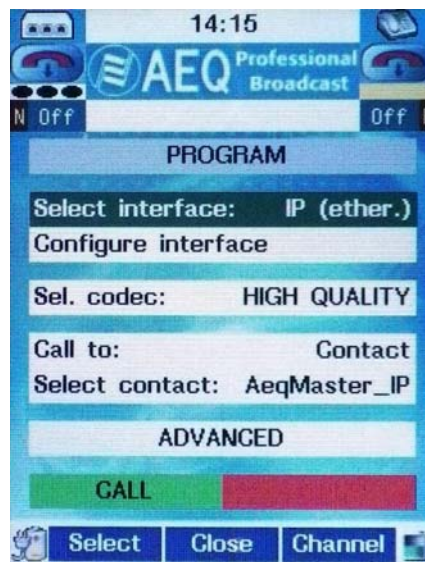 14:15
AEQ Professional
Broadcast
N Off Off
PROGRAM
Select interface: IP (ether.)
Configure interface
Sel. codec: HIGH QUALITY
Call to: Contact
Select contact: AeqMaster_IP
ADVANCED
CALL
Select Close Channel